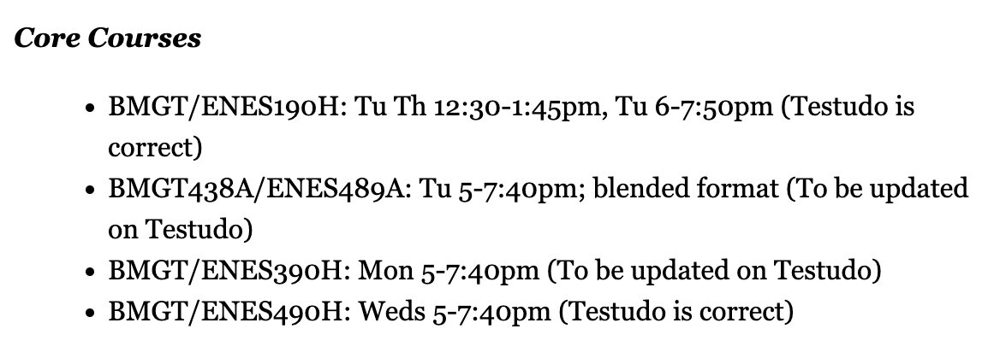 Core Courses
• BMGT/ENES190H: Tu Th 12:30-1:45pm, Tu 6-7:50pm (Testudo is
correct)
• BMGT438A/ENES489A: Tu 5-7:40pm; blended format (To be updated
on Testudo)
• BMGT/ENES390H: Mon 5-7:40pm (To be updated on Testudo)
• BMGT/ENES490H: Weds 5-7:40pm (Testudo is correct)